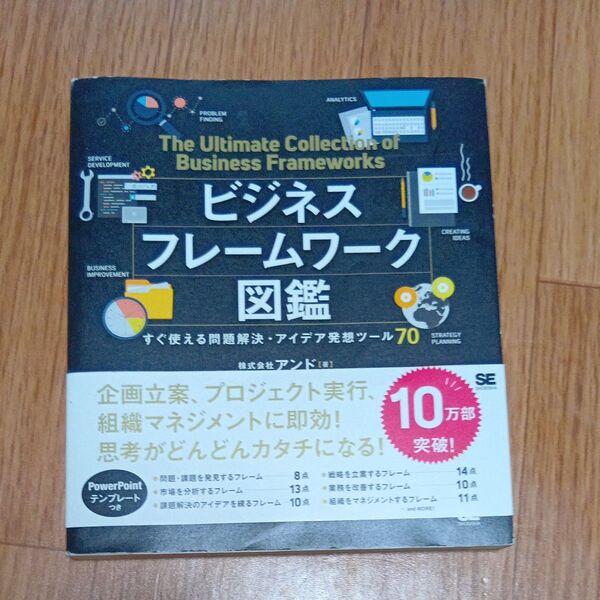 ANALYTICS
PROBLEM
FINDING
The Ultimate Collection of
Business Frameworks
SERVICE
DEVELOPMENT
ビジネス
フレームワーク
図鑑
CREATING
IDEAS
BUSINESS
IMPROVEMENT
STRATEGY
PLANNING
すぐ使える問題解決・アイデア発想ツール70
株式会社アンド[著]
SE
SHOEISHA
企画立案、プロジェクト実行、
組織マネジメントに即効!
思考がどんどんカタチになる!
10万部
突破!
PowerPoint
テンプレート
つき
・問題・課題を発見するフレーム 8点
・市場を分析するフレーム 13点
・課題解決のアイデアを練るフレーム 10点
・戦略を立案するフレーム 14点
・業務を改善するフレーム 10点
・組織をマネジメントするフレーム 11点
… and MORE!